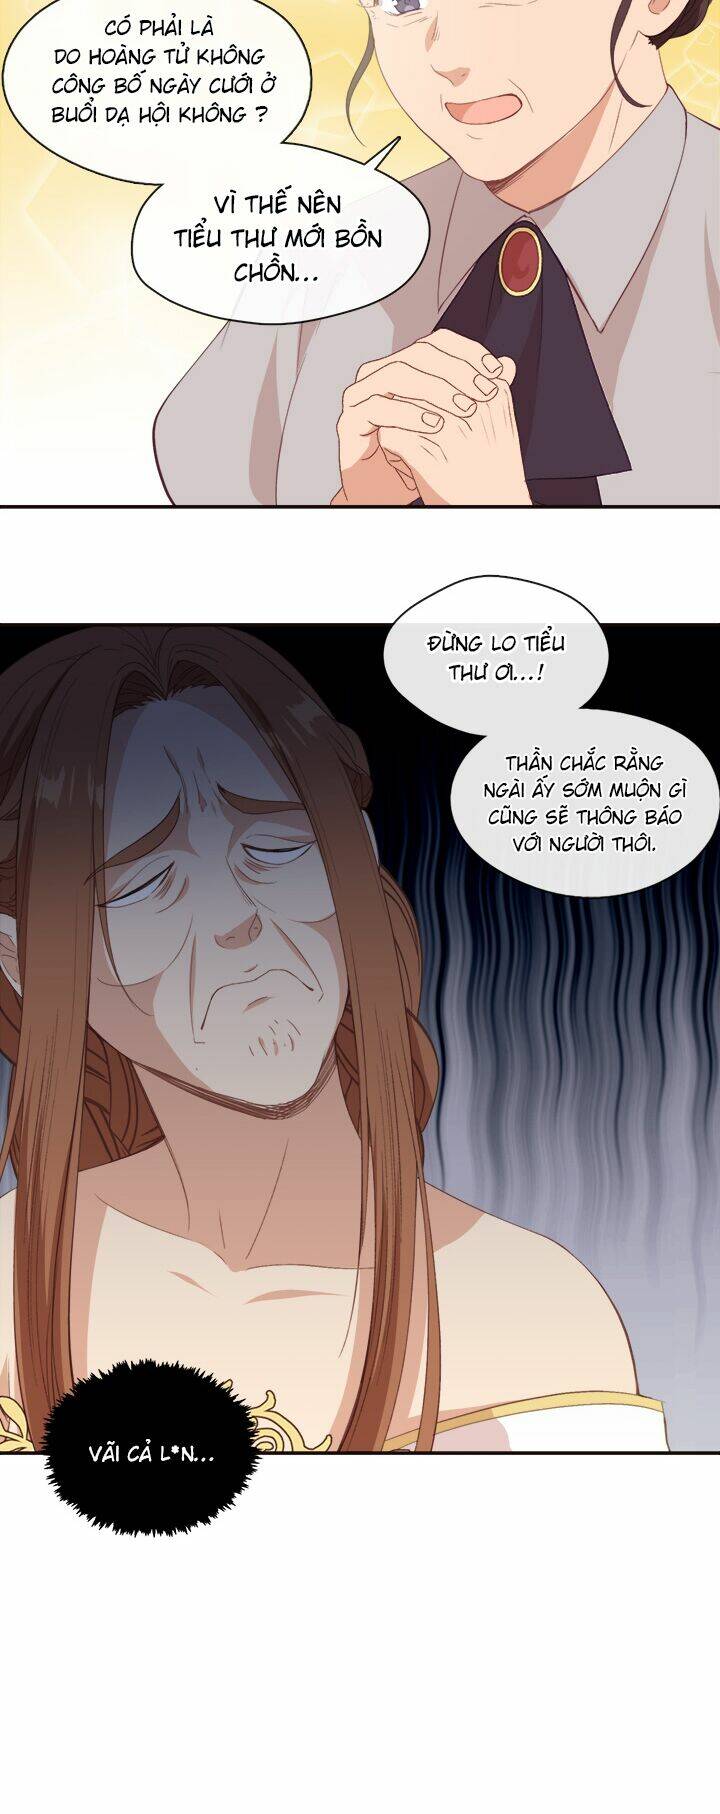 CÓ PHẢI LÀ
DO HOÀNG TỬ KHÔNG
CÔNG BỐ NGÀY CƯỚI Ở
BUỔI DẠ HỘI KHÔNG ?
VÌ THẾ NÊN
TIỂU THƯ MỚI BỒN
CHỒN...
ĐỪNG LO TIỂU
THƯ ƠI...!
THẦN CHẮC RẰNG
NGÀI ẤY SỚM MUỘN GÌ
CŨNG SẼ THÔNG BÁO
VỚI NGƯỜI THÔI.
VÃI CẢ L*N...